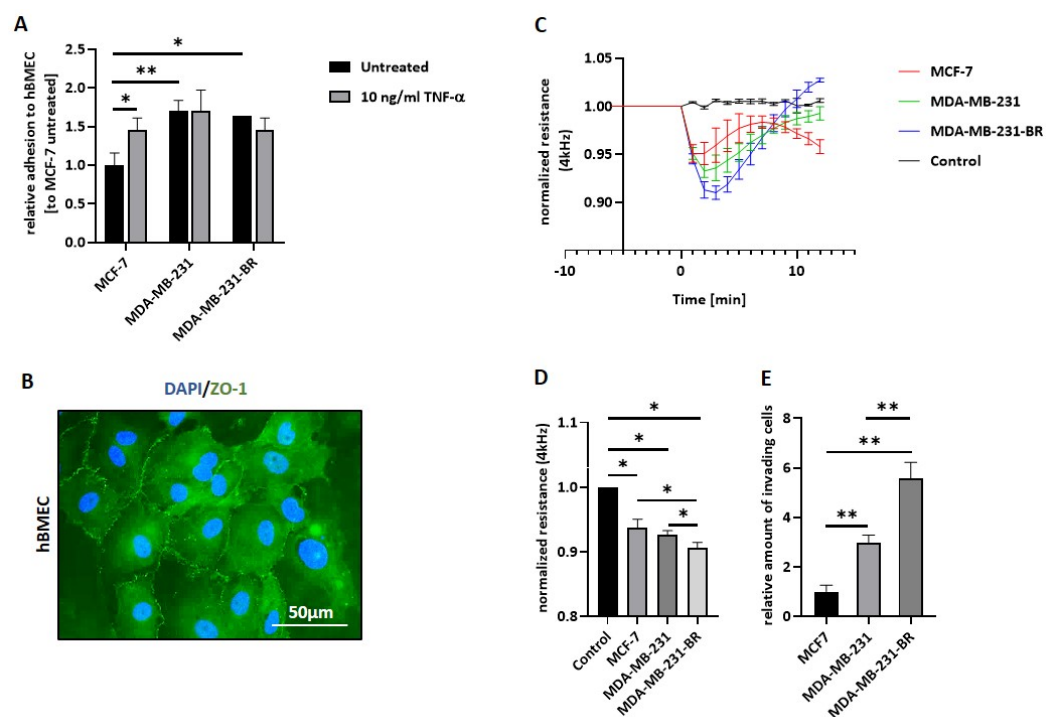 A
relative adhesion to hBMEC
[to MCF-7 untreated]
2.5
2.0
1.5
1.0
0.5
0.0
*
**
*
MCF-7
MDA-MB-231
MDA-MB-231-BR
Untreated
10 ng/ml TNF-α
C
normalized resistance
(4kHz)
1.05
1.00
0.95
0.90
-10
0
10
Time [min]
MCF-7
MDA-MB-231
MDA-MB-231-BR
Control
B
DAPI/ZO-1
hBMEC
50μm
D
normalized resistance (4kHz)
1.1
1.0
0.9
0.8
*
*
*
*
*
Control
MCF-7
MDA-MB-231
MDA-MB-231-BR
E
relative amount of invading cells
8
6
4
2
0
**
**
**
MCF7
MDA-MB-231
MDA-MB-231-BR